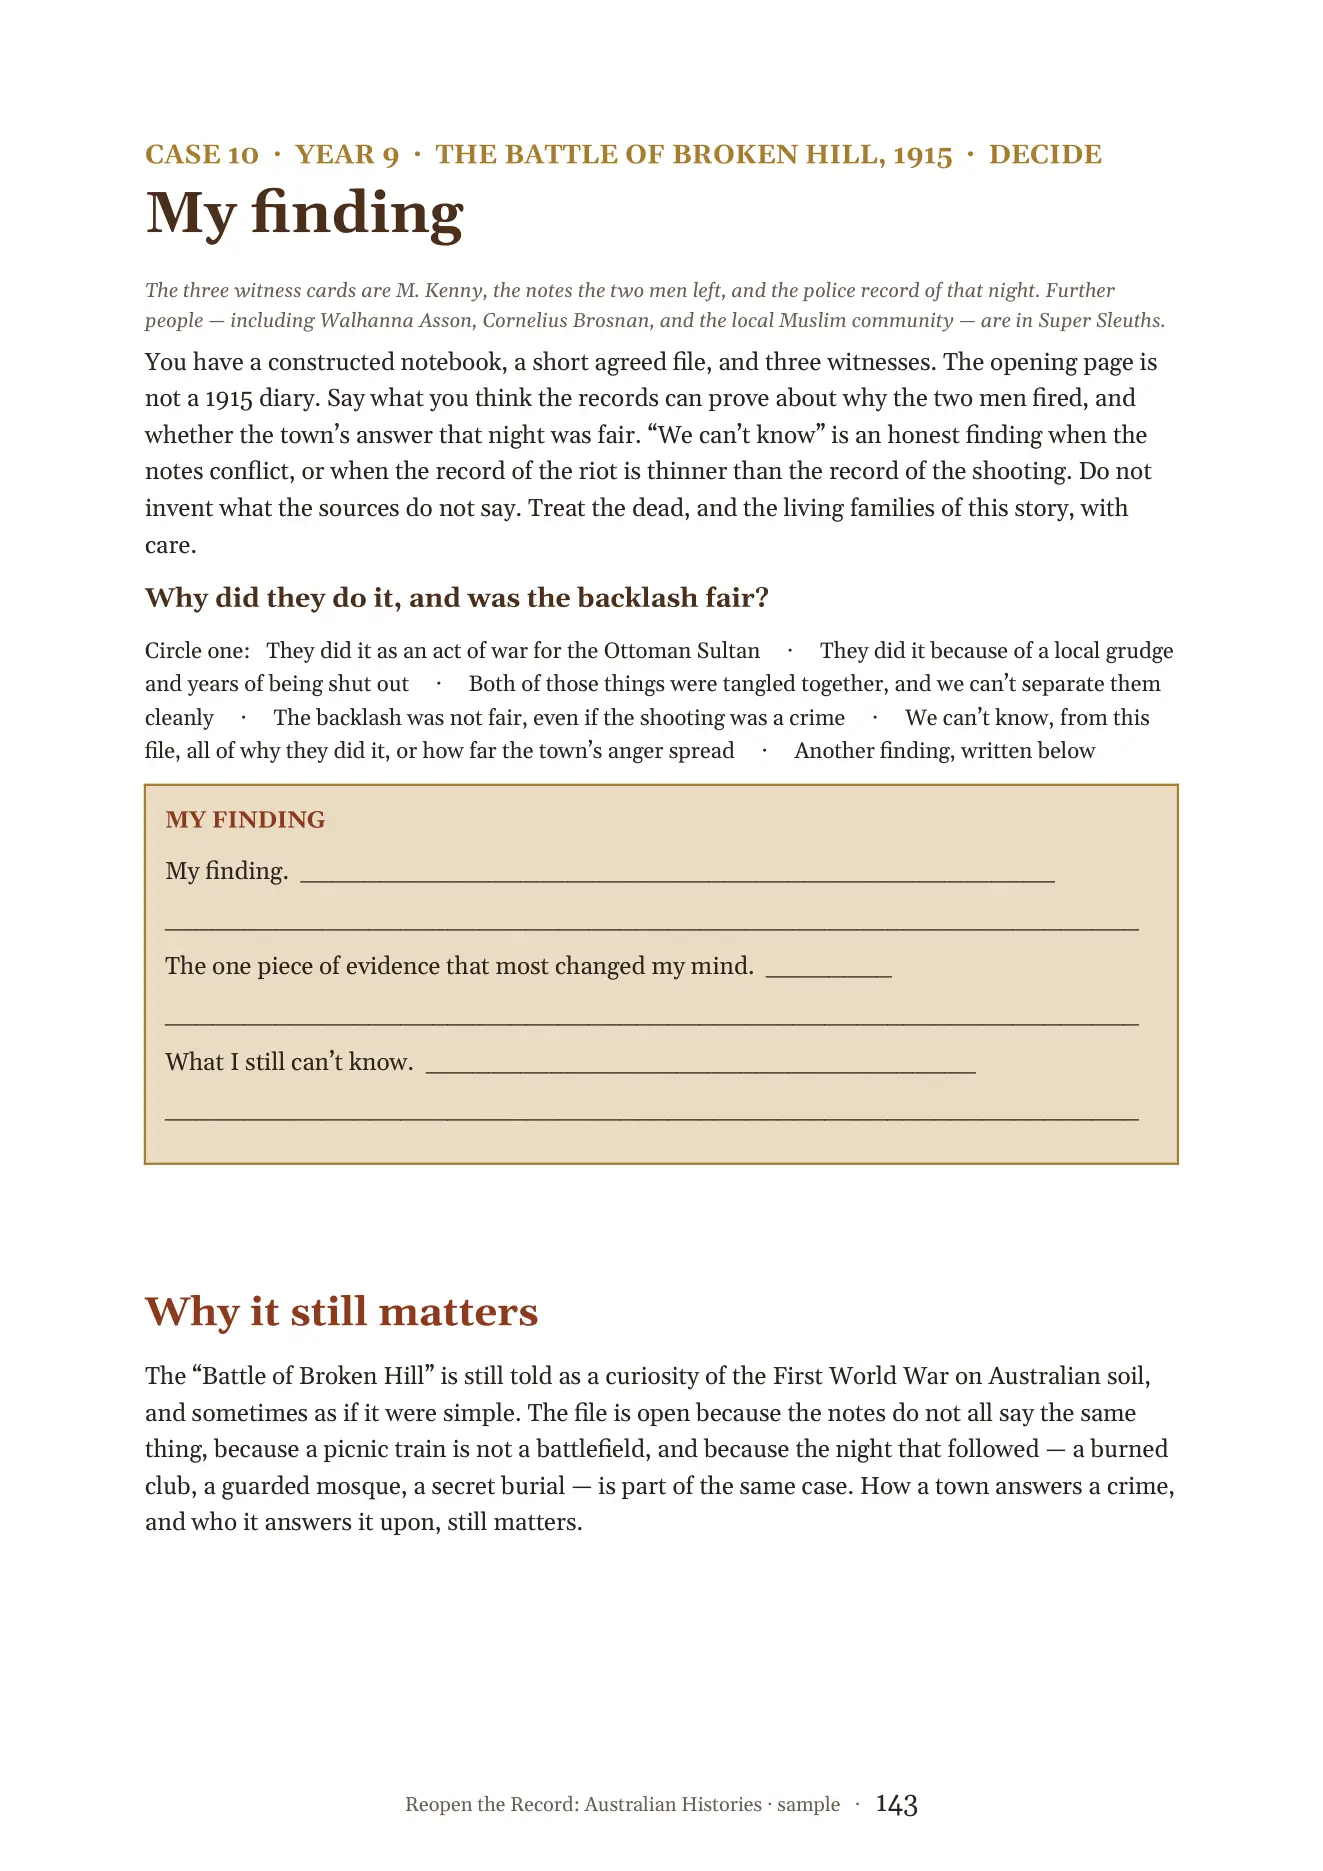 CASE 10 · YEAR 9 · THE BATTLE OF BROKEN HILL, 1915 · DECIDE
My finding
The three witness cards are M. Kenny, the notes the two men left, and the police record of that night. Further
people — including Walhanna Asson, Cornelius Brosnan, and the local Muslim community — are in Super Sleuths.
You have a constructed notebook, a short agreed file, and three witnesses. The opening page is
not a 1915 diary. Say what you think the records can prove about why the two men fired, and
whether the town’s answer that night was fair. “We can’t know” is an honest finding when the
notes conflict, or when the record of the riot is thinner than the record of the shooting. Do not
invent what the sources do not say. Treat the dead, and the living families of this story, with
care.
Why did they do it, and was the backlash fair?
Circle one: They did it as an act of war for the Ottoman Sultan · They did it because of a local grudge
and years of being shut out · Both of those things were tangled together, and we can’t separate them
cleanly · The backlash was not fair, even if the shooting was a crime · We can’t know, from this
file, all of why they did it, or how far the town’s anger spread · Another finding, written below
MY FINDING
My finding.
The one piece of evidence that most changed my mind.
What I still can’t know.
Why it still matters
The “Battle of Broken Hill” is still told as a curiosity of the First World War on Australian soil,
and sometimes as if it were simple. The file is open because the notes do not all say the same
thing, because a picnic train is not a battlefield, and because the night that followed — a burned
club, a guarded mosque, a secret burial — is part of the same case. How a town answers a crime,
and who it answers it upon, still matters.
Reopen the Record: Australian Histories · sample · 143